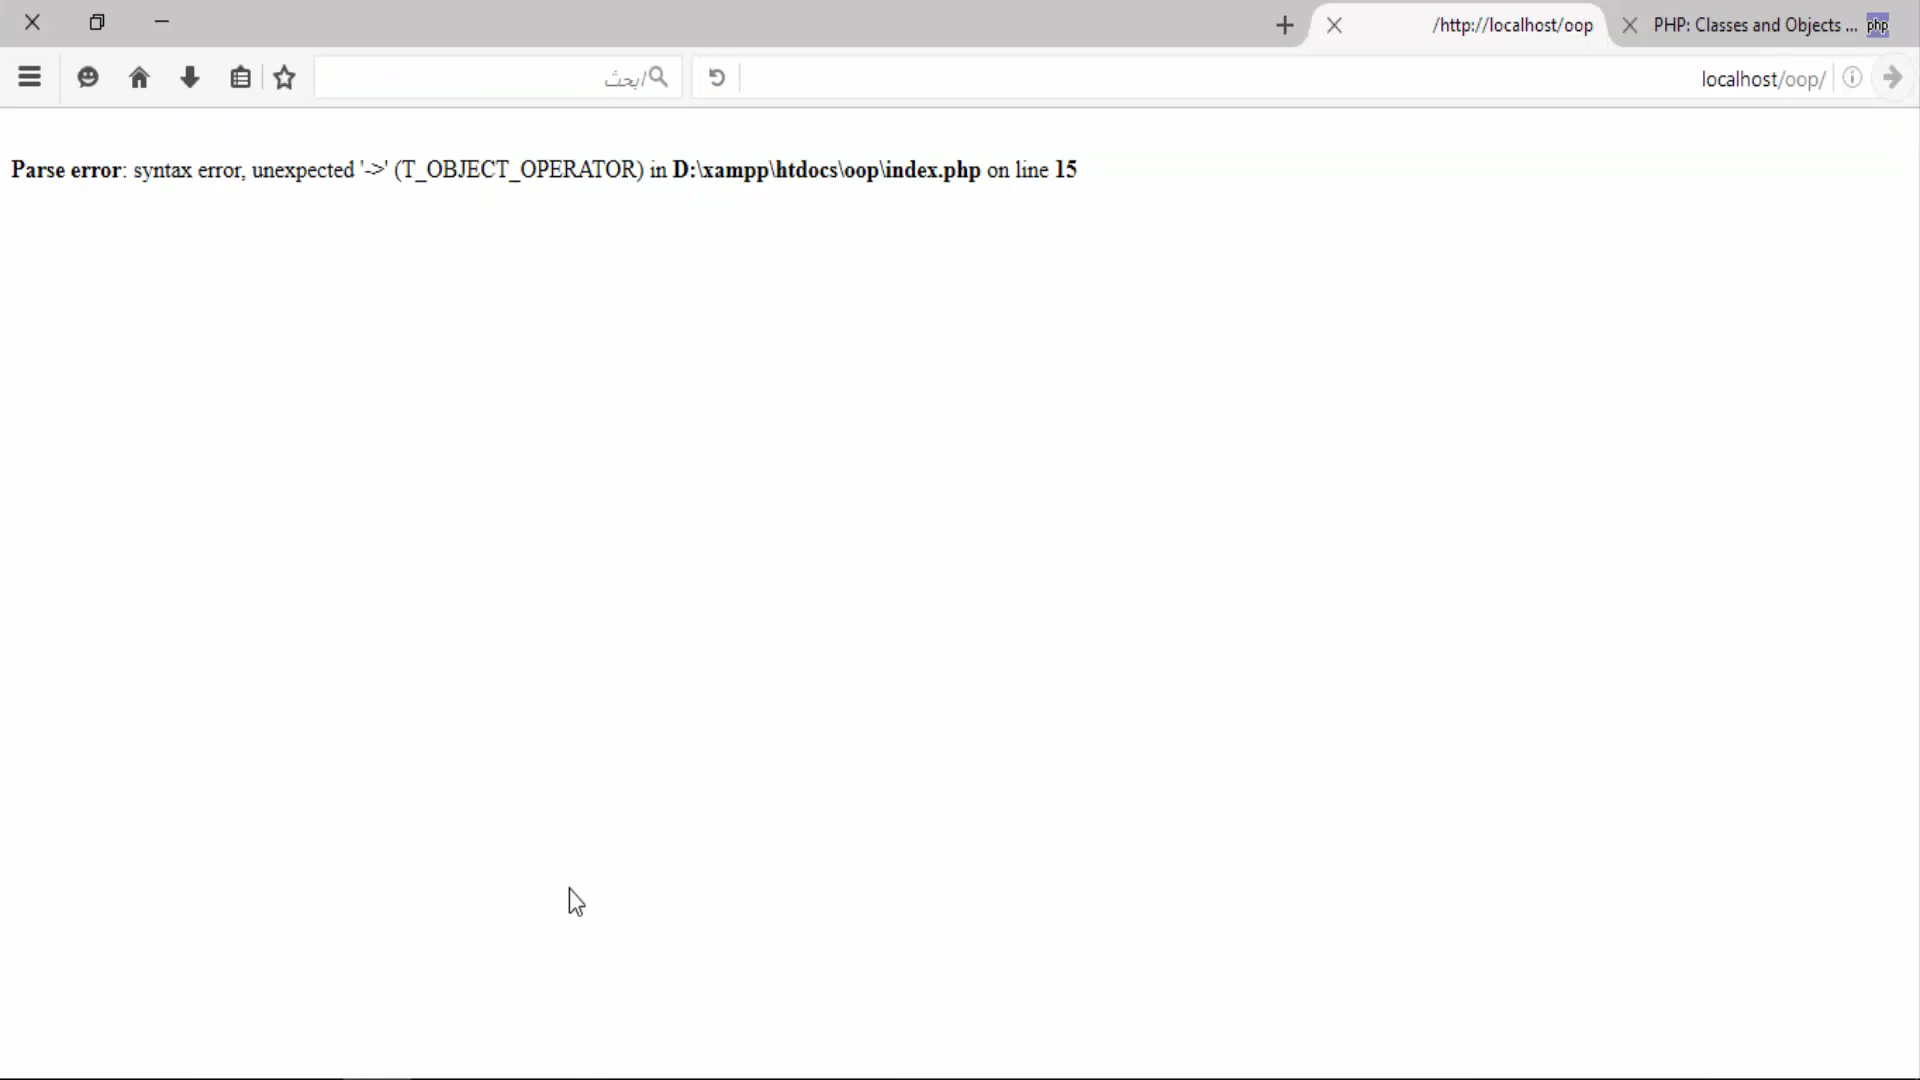 /http://localhost/oop
PHP: Classes and Objects ...
php
/بحث
localhost/oop/
Parse error: syntax error, unexpected '->' (T_OBJECT_OPERATOR) in D:\xampp\htdocs\oop\index.php on line 15